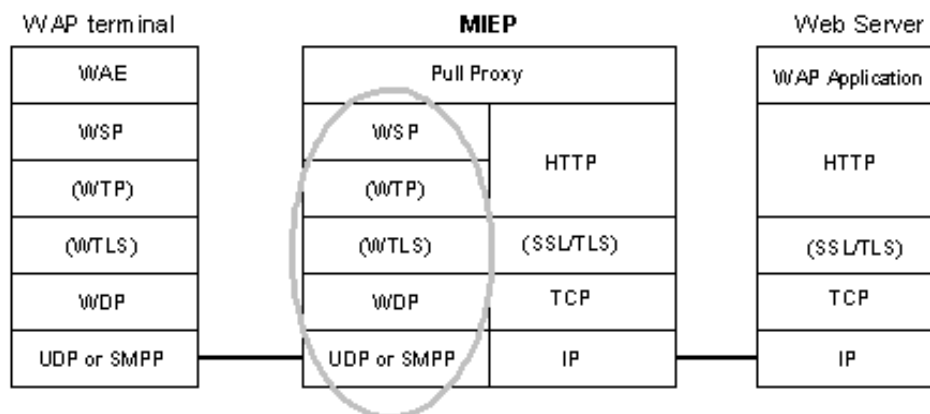 WAP terminal
MIEP
Web Server
WAE
Pull Proxy
WAP Application
WSP
WSP
HTTP
HTTP
(WTP)
(WTP)
(WTLS)
(WTLS)
(SSL/TLS)
(SSL/TLS)
WDP
WDP
TCP
TCP
UDP or SMPP
UDP or SMPP
IP
IP